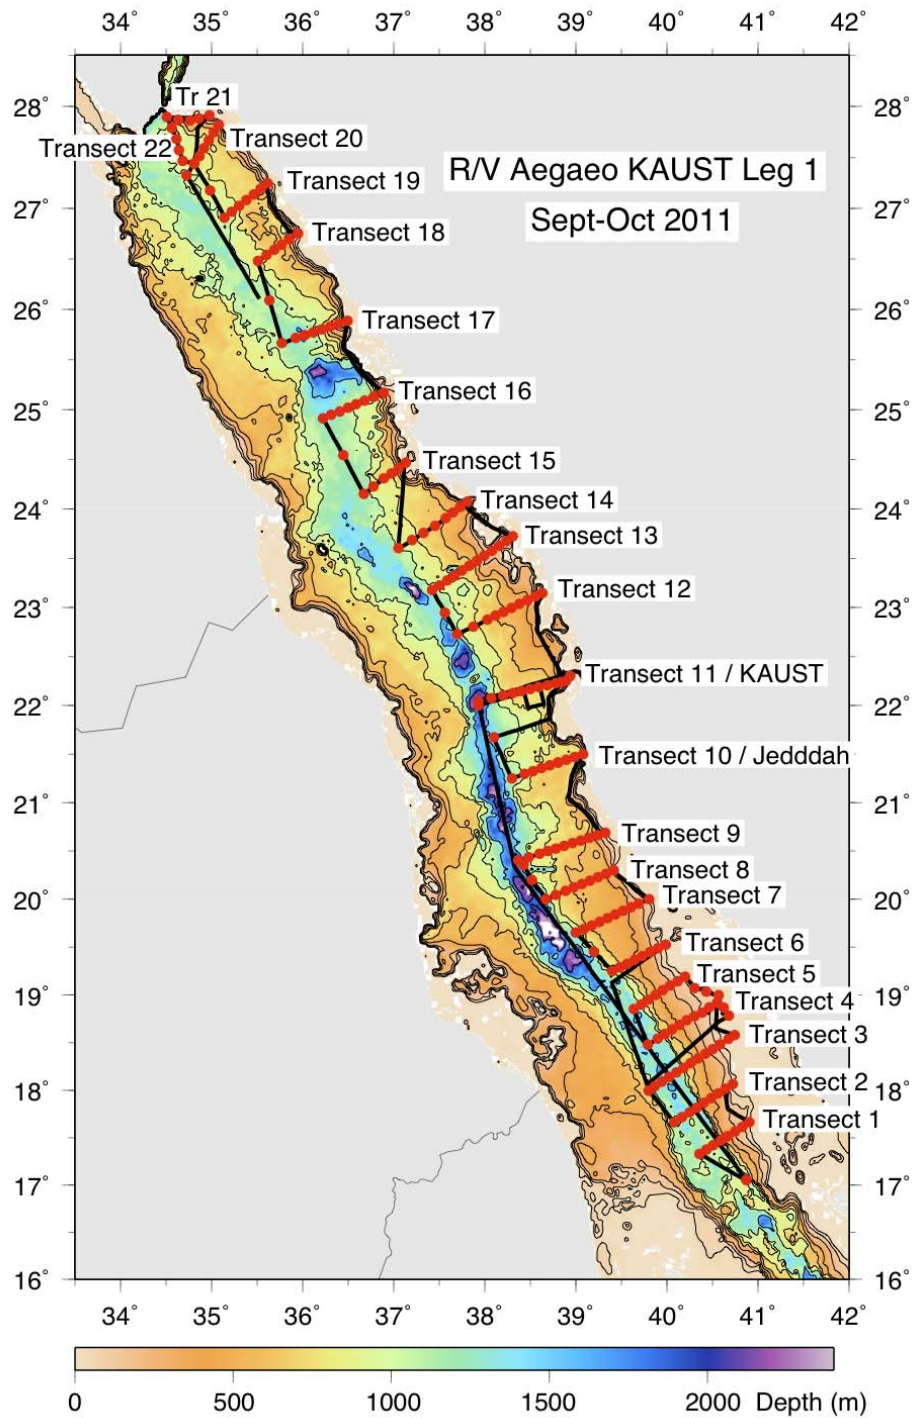 34˚ 35˚ 36˚ 37˚ 38˚ 39˚ 40˚ 41˚ 42˚
28˚ Tr 21 28˚
Transect 20
Transect 22
R/V Aegaeo KAUST Leg 1
Transect 19
27˚ 27˚
Sept-Oct 2011
Transect 18
26˚ 26˚
Transect 17
Transect 16
25˚ 25˚
Transect 15
24˚ 24˚
Transect 14
Transect 13
23˚ 23˚
Transect 12
Transect 11 / KAUST
22˚ 22˚
Transect 10 / Jedddah
21˚ 21˚
Transect 9
Transect 8
20˚ 20˚
Transect 7
Transect 6
Transect 5
19˚ 19˚
Transect 4
Transect 3
18˚ 18˚
Transect 2
Transect 1
17˚ 17˚
16˚ 16˚
34˚ 35˚ 36˚ 37˚ 38˚ 39˚ 40˚ 41˚ 42˚
0 500 1000 1500 2000 Depth (m)